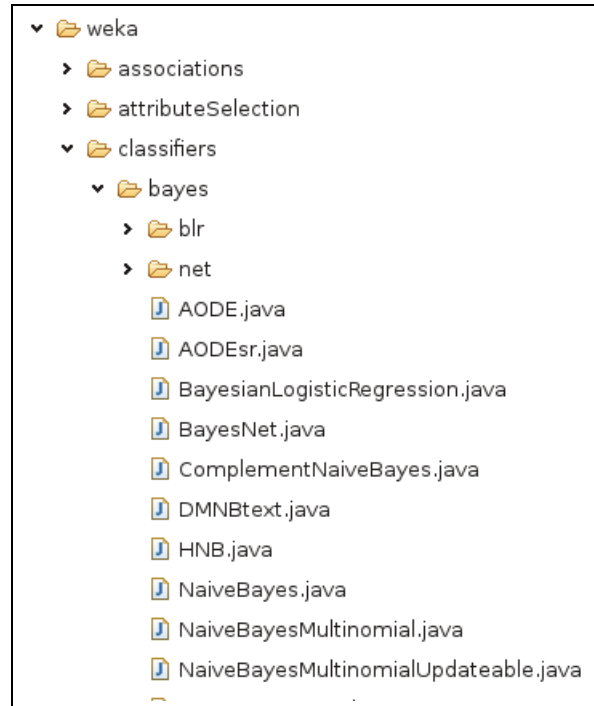 weka
associations
attributeSelection
classifiers
bayes
blr
net
AODE.java
AODEsr.java
BayesianLogisticRegression.java
BayesNet.java
ComplementNaiveBayes.java
DMNBtext.java
HNB.java
NaiveBayes.java
NaiveBayesMultinomial.java
NaiveBayesMultinomialUpdateable.java